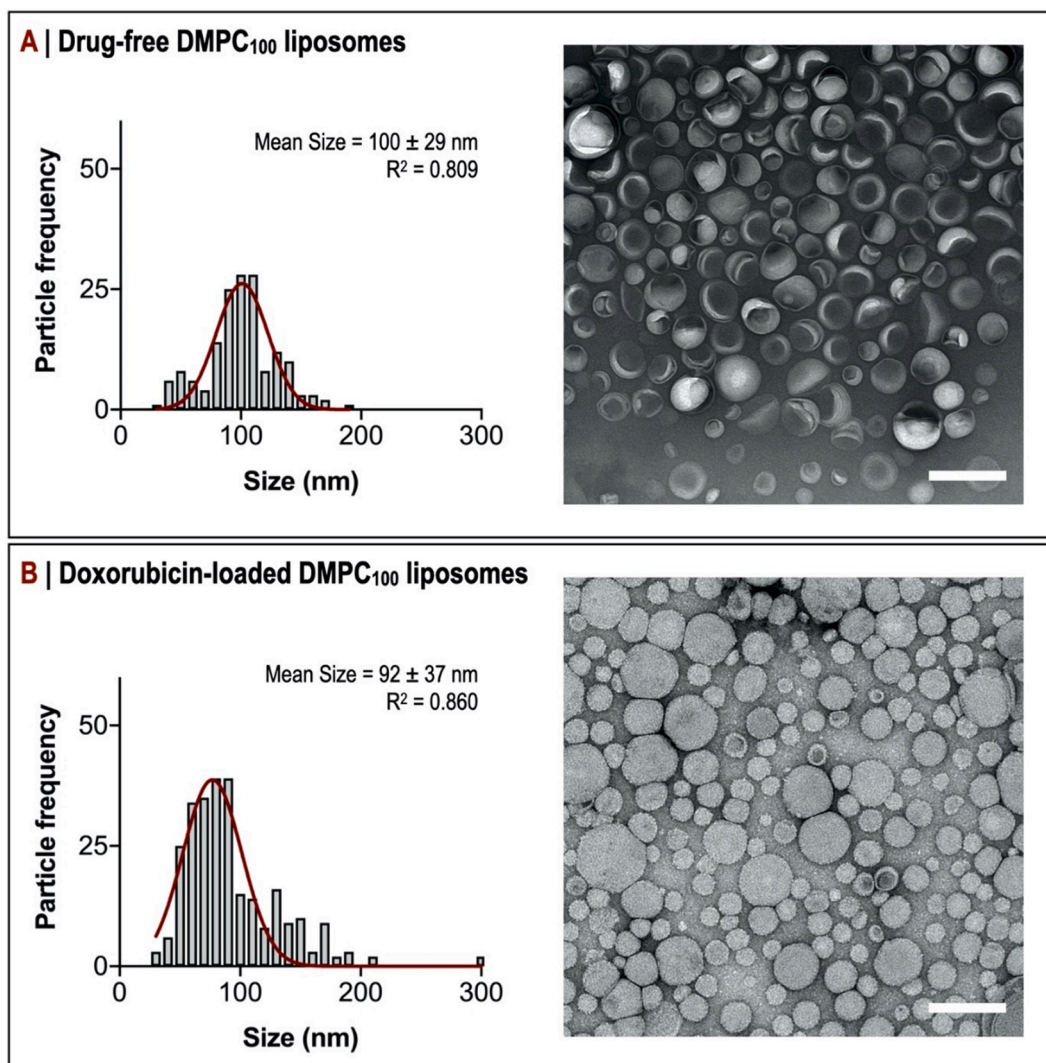 A | Drug-free DMPC₁₀₀ liposomes
Mean Size = 100 ± 29 nm
R² = 0.809
Particle frequency
50
25
0
0 100 200 300
Size (nm)
B | Doxorubicin-loaded DMPC₁₀₀ liposomes
Mean Size = 92 ± 37 nm
R² = 0.860
Particle frequency
50
25
0
0 100 200 300
Size (nm)